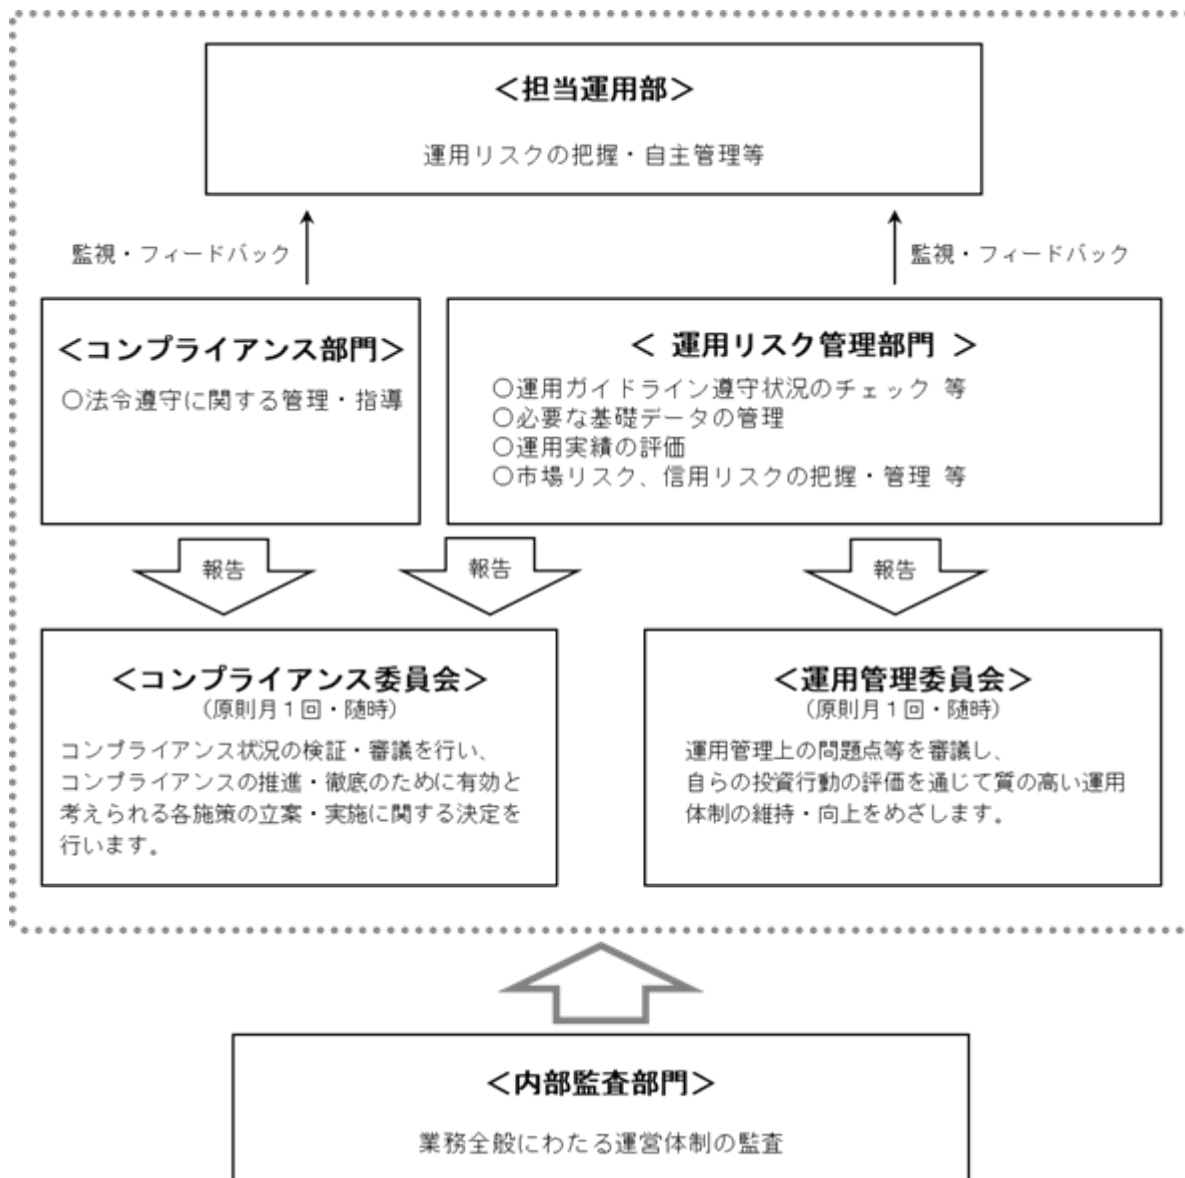 ＜担当運用部＞
運用リスクの把握・自主管理等
監視・フィードバック
監視・フィードバック
＜コンプライアンス部門＞
○法令遵守に関する管理・指導
＜ 運用リスク管理部門 ＞
○運用ガイドライン遵守状況のチェック 等
○必要な基礎データの管理
○運用実績の評価
○市場リスク、信用リスクの把握・管理 等
報告
報告
報告
＜コンプライアンス委員会＞
（原則月１回・随時）
コンプライアンス状況の検証・審議を行い、
コンプライアンスの推進・徹底のために有効と
考えられる各施策の立案・実施に関する決定を
行います。
＜運用管理委員会＞
（原則月１回・随時）
運用管理上の問題点等を審議し、
自らの投資行動の評価を通じて質の高い運用
体制の維持・向上をめざします。
＜内部監査部門＞
業務全般にわたる運営体制の監査